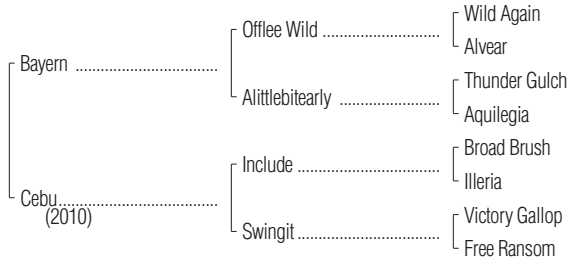 Wild Again
Offlee Wild
Alvear
Bayern
Thunder Gulch
Alittlebitearly
Aquilegia
Broad Brush
Include
Illeria
Cebu
(2010)
Victory Gallop
Swingit
Free Ransom